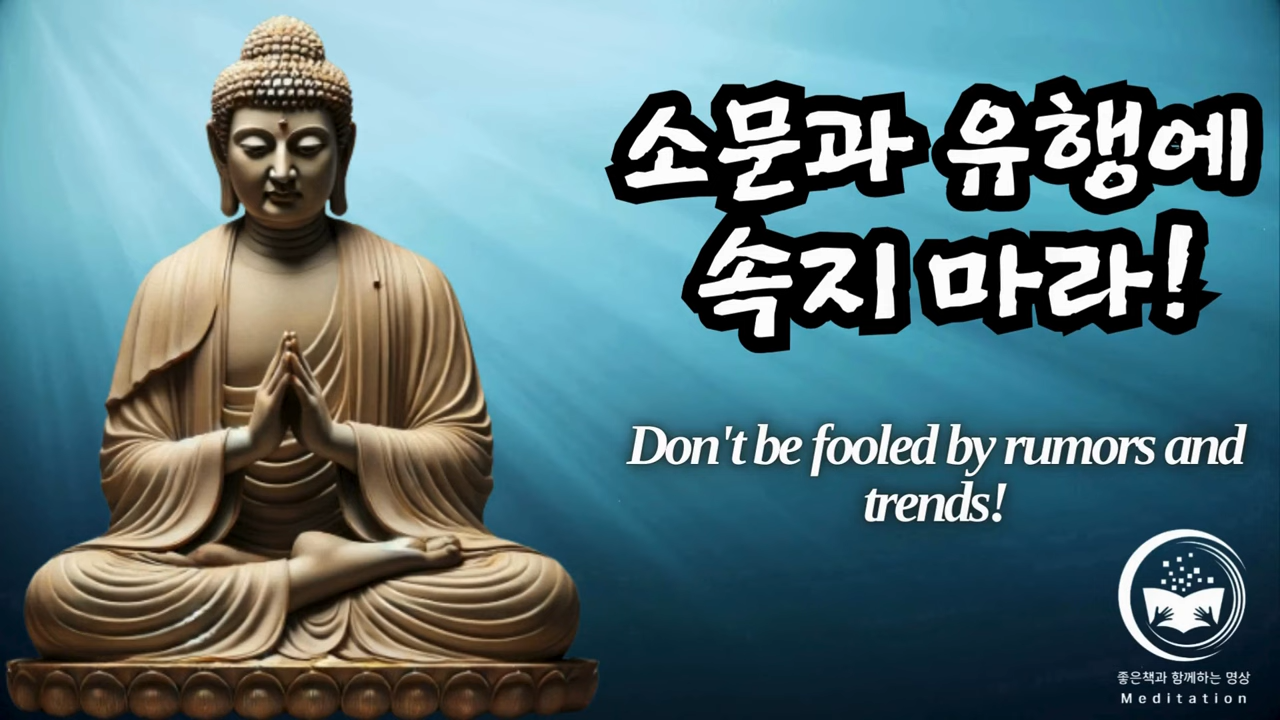 소문과 유행에
속지 마라!
Don't be fooled by rumors and
trends!
좋은책과 함께하는 명상
Meditation